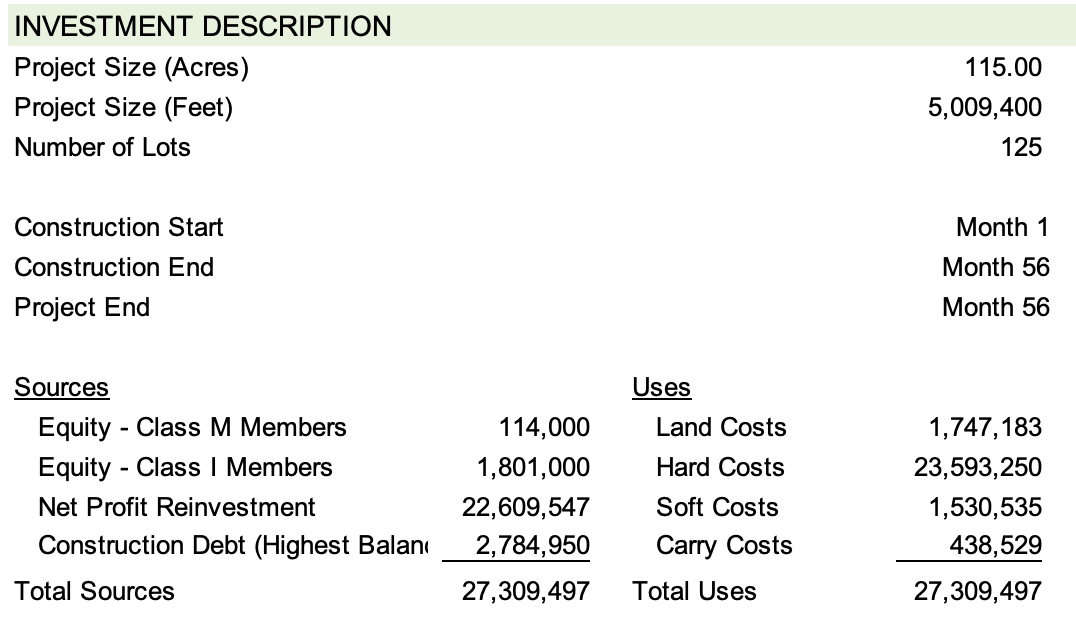 INVESTMENT DESCRIPTION
Project Size (Acres) 115.00
Project Size (Feet) 5,009,400
Number of Lots 125
Construction Start Month 1
Construction End Month 56
Project End Month 56
Sources Uses
Equity - Class M Members 114,000 Land Costs 1,747,183
Equity - Class I Members 1,801,000 Hard Costs 23,593,250
Net Profit Reinvestment 22,609,547 Soft Costs 1,530,535
Construction Debt (Highest Balan 2,784,950 Carry Costs 438,529
Total Sources 27,309,497 Total Uses 27,309,497